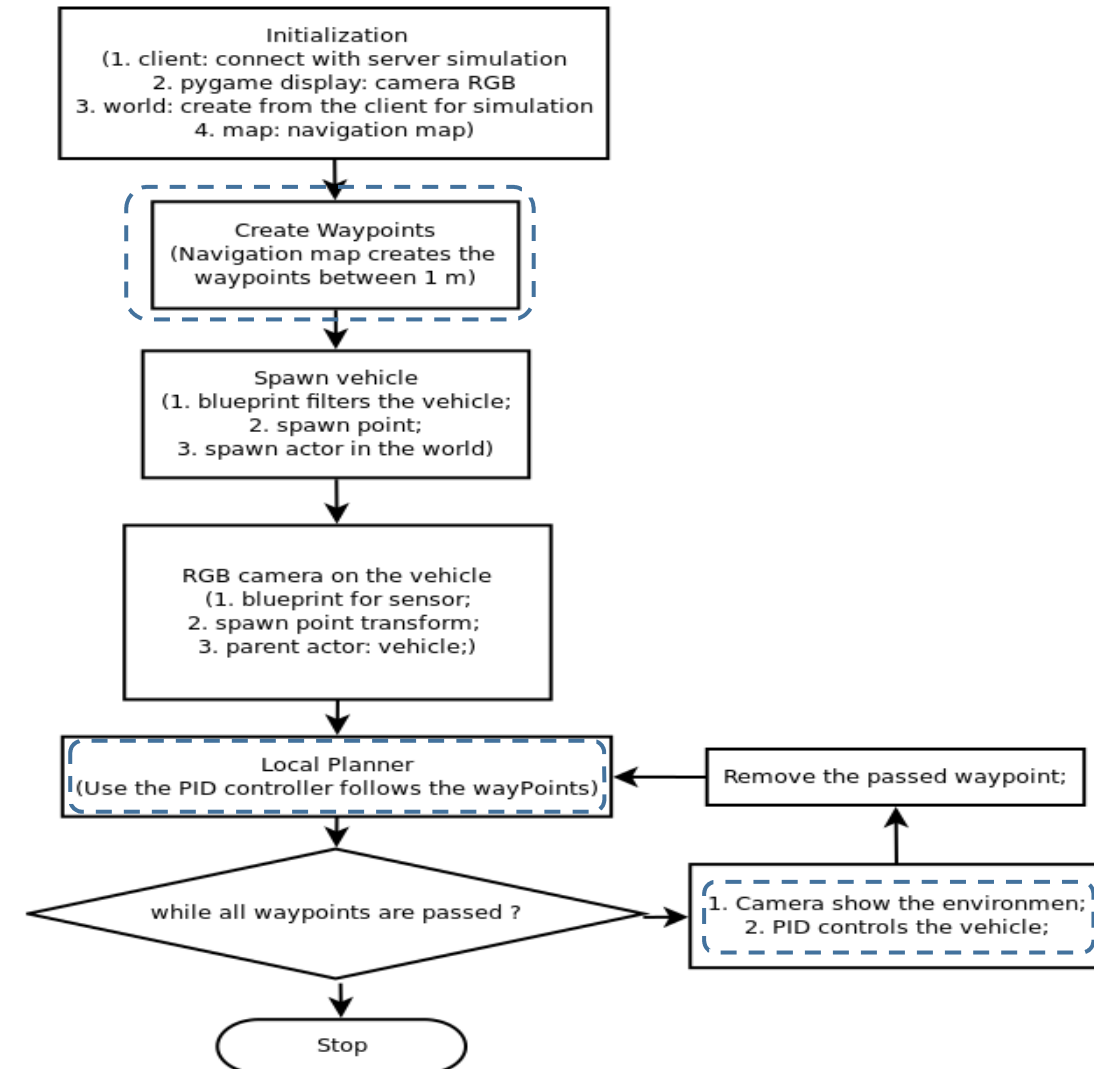 Initialization
(1. client: connect with server simulation
2. pygame display: camera RGB
3. world: create from the client for simulation
4. map: navigation map)
Create Waypoints
(Navigation map creates the
waypoints between 1 m)
Spawn vehicle
(1. blueprint filters the vehicle;
2. spawn point;
3. spawn actor in the world)
RGB camera on the vehicle
(1. blueprint for sensor;
2. spawn point transform;
3. parent actor: vehicle;)
Local Planner
(Use the PID controller follows the wayPoints)
Remove the passed waypoint;
while all waypoints are passed ?
1. Camera show the environmen;
2. PID controls the vehicle;
Stop